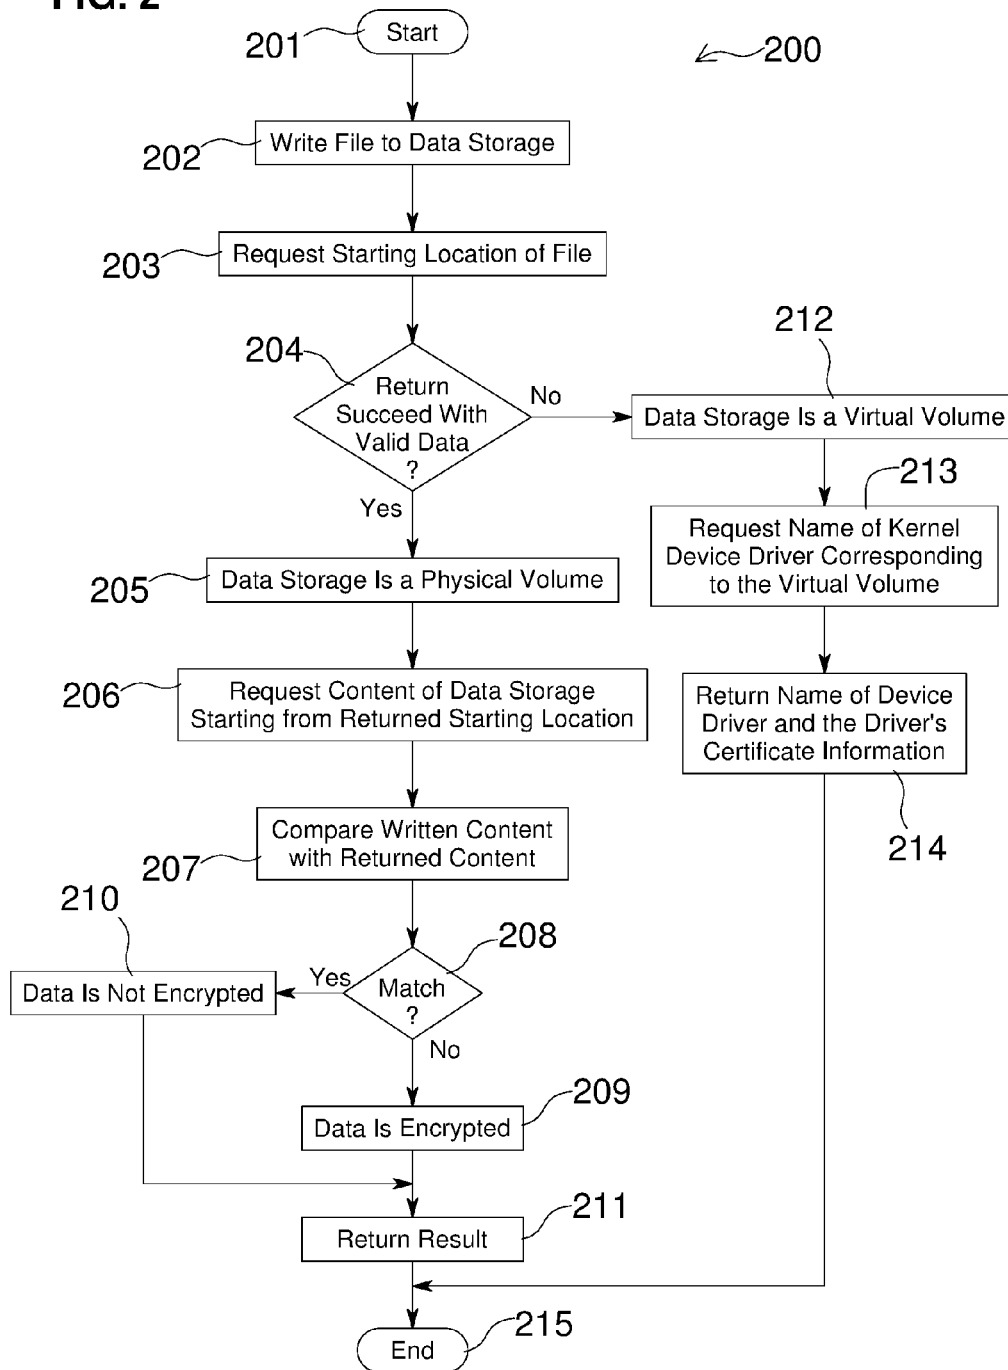 FIG. 2
Start
201
200
Write File to Data Storage
202
Request Starting Location of File
203
204
Return
Succeed With
Valid Data
?
No
Yes
212
Data Storage Is a Virtual Volume
213
Request Name of Kernel
Device Driver Corresponding
to the Virtual Volume
205
Data Storage Is a Physical Volume
206
Request Content of Data Storage
Starting from Returned Starting Location
Return Name of Device
Driver and the Driver's
Certificate Information
214
Compare Written Content
with Returned Content
207
210
208
Match
?
Yes
Data Is Not Encrypted
No
209
Data Is Encrypted
211
Return Result
215
End